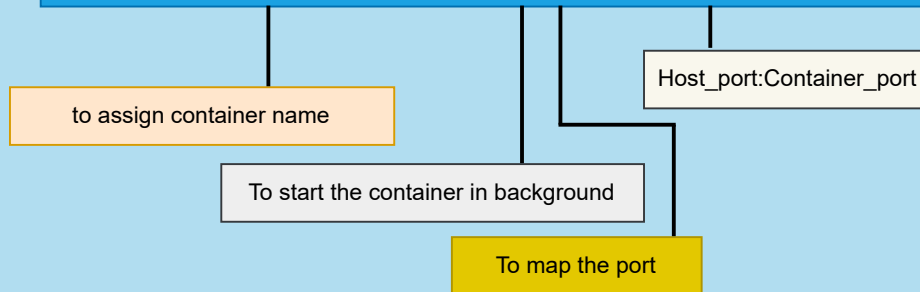 Host_port:Container_port
to assign container name
To start the container in background
To map the port